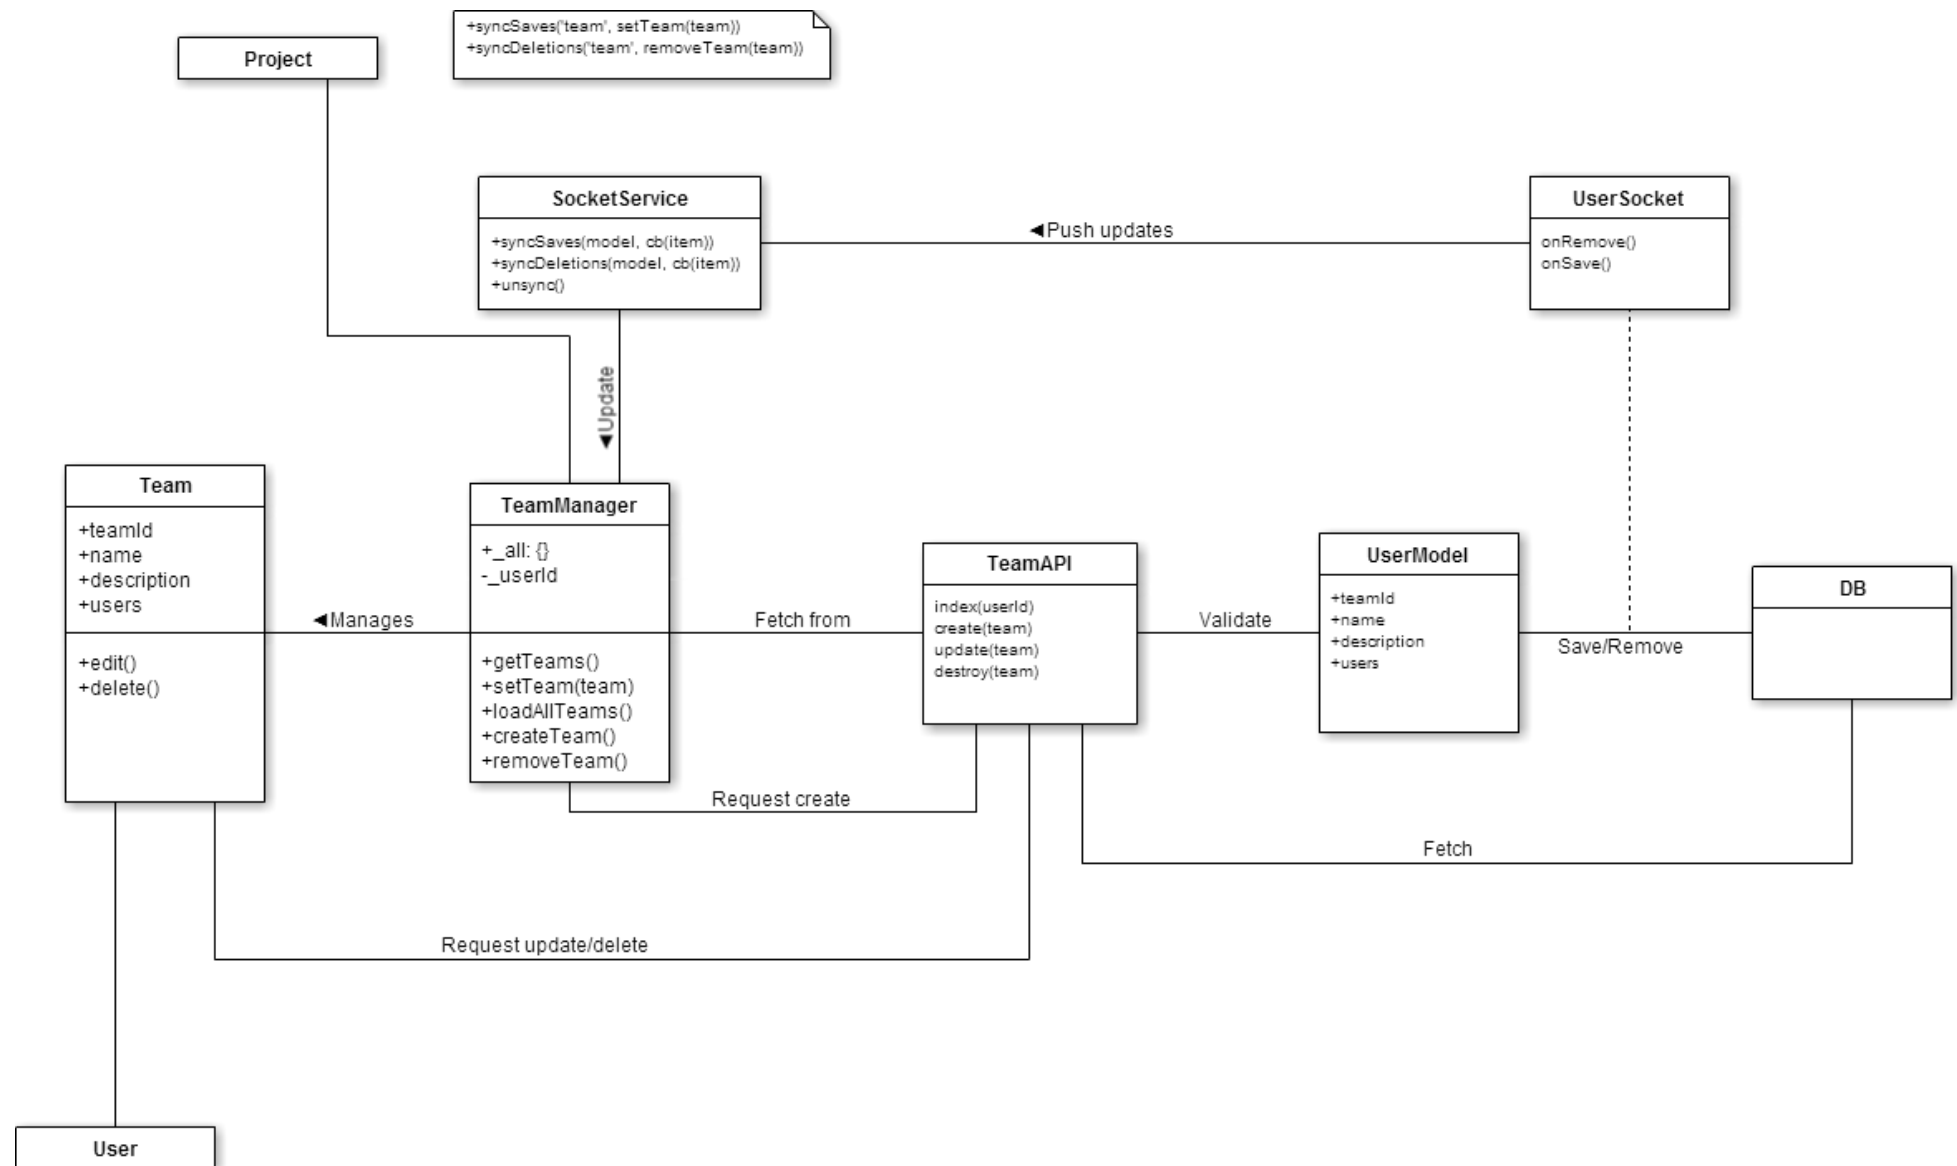 +syncSaves('team', setTeam(team))
+syncDeletions('team', removeTeam(team))
Project
SocketService
+syncSaves(model, cb(item))
+syncDeletions(model, cb(item))
+unsync()
◀Push updates
UserSocket
onRemove()
onSave()
◀Update
Team
+teamId
+name
+description
+users
+edit()
+delete()
◀Manages
TeamManager
+_all: {}
-_userId
+getTeams()
+setTeam(team)
+loadAllTeams()
+createTeam()
+removeTeam()
Fetch from
TeamAPI
index(userId)
create(team)
update(team)
destroy(team)
Validate
UserModel
+teamId
+name
+description
+users
Save/Remove
DB
Request create
Fetch
Request update/delete
User